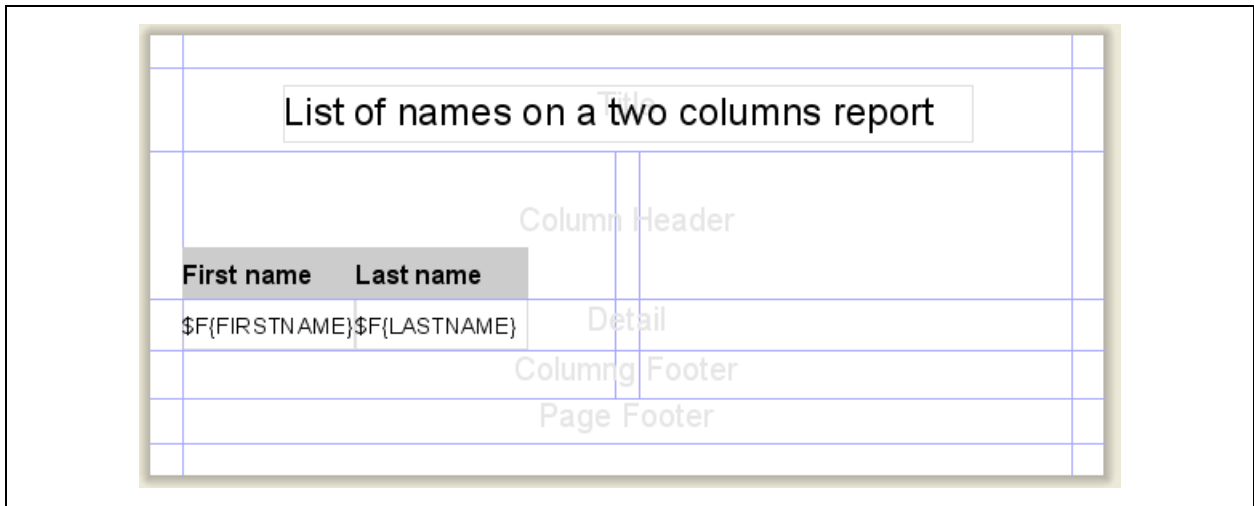 Title
List of names on a two columns report
Column Header
First name Last name
$F{FIRSTNAME} $F{LASTNAME} Detail
Columng Footer
Page Footer